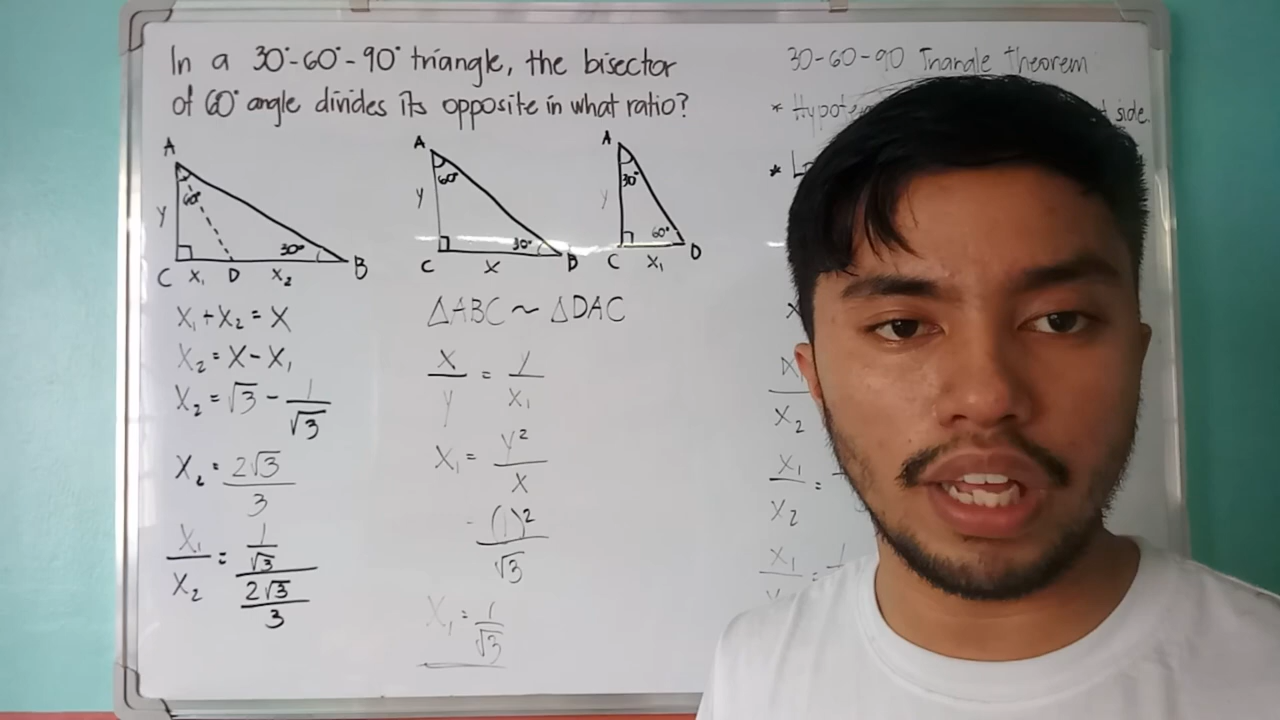 In a 30°-60°-90° triangle, the bisector
of 60° angle divides its opposite in what ratio?
A
60°
y
30°
C x₁ D x₂ B
x₁ + x₂ = x
x₂ = x - x₁
x₂ = √3 - 1/√3
x₂ = 2√3/3
x₁/x₂ = (1/√3)/(2√3/3)
A
60°
y
30°
C x B
A
30°
y
60°
C x₁ D
△ABC ~ △DAC
x/y = y/x₁
x₁ = y²/x
= (1)²/√3
x₁ = 1/√3
30-60-90 Triangle Theorem
* side.
*
x₁/x₂
x₁/x₂ =
x₁ =